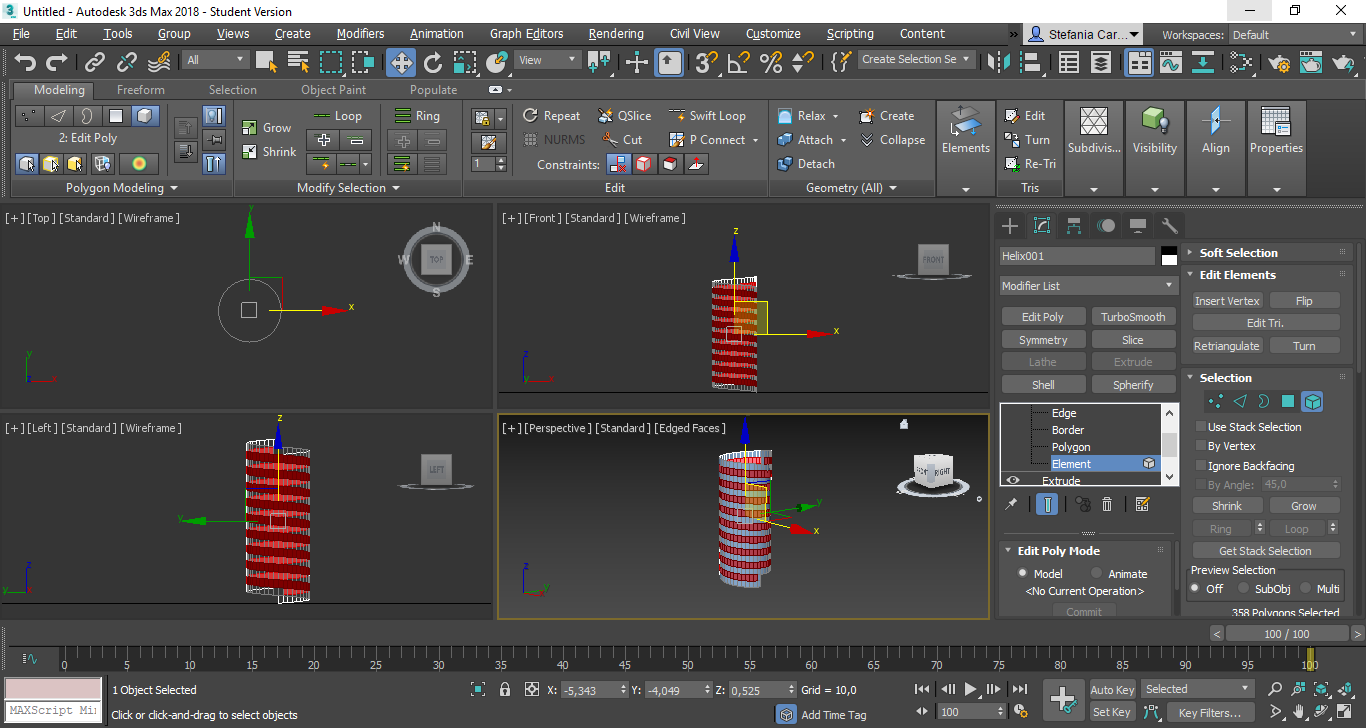 Untitled - Autodesk 3ds Max 2018 - Student Version
File Edit Tools Group Views Create Modifiers Animation Graph Editors Rendering Civil View Customize Scripting Content » Stefania Car... Workspaces: Default
All View 3 Create Selection Se
Modeling Freeform Selection Object Paint Populate
2: Edit Poly
Polygon Modeling
Loop
Grow
Shrink
Ring
Modify Selection
1
Repeat QSlice Swift Loop
NURMS Cut P Connect
Constraints:
Edit
Relax Create
Attach Collapse
Detach
Geometry (All)
Elements
Edit
Turn
Re-Tri
Tris
Subdivis...
Visibility
Align
Properties
[+] [Top] [Standard] [Wireframe]
N
W TOP E
S
y
x
y
z x
[+] [Front] [Standard] [Wireframe]
FRONT
z
x
z
y x
[+] [Left] [Standard] [Wireframe]
LEFT
z
y
z
y
[+] [Perspective] [Standard] [Edged Faces]
RIGHT
y
x
z
y
Helix001
Modifier List
Edit Poly TurboSmooth
Symmetry Slice
Lathe Extrude
Shell Spherify
Edge
Border
Polygon
Element
Extrude
Edit Poly Mode
Model Animate
<No Current Operation>
Commit
Soft Selection
Edit Elements
Insert Vertex Flip
Edit Tri.
Retriangulate Turn
Selection
Use Stack Selection
By Vertex
Ignore Backfacing
By Angle: 45,0
Shrink Grow
Ring Loop
Get Stack Selection
Preview Selection
Off SubObj Multi
358 Polygons Selected
< 100 / 100 >
0 5 10 15 20 25 30 35 40 45 50 55 60 65 70 75 80 85 90 95 100
MAXScript Mi
1 Object Selected
Click or click-and-drag to select objects
X: -5,343 Y: -4,049 Z: 0,525 Grid = 10,0
Add Time Tag
100
Auto Key Selected
Set Key Key Filters...